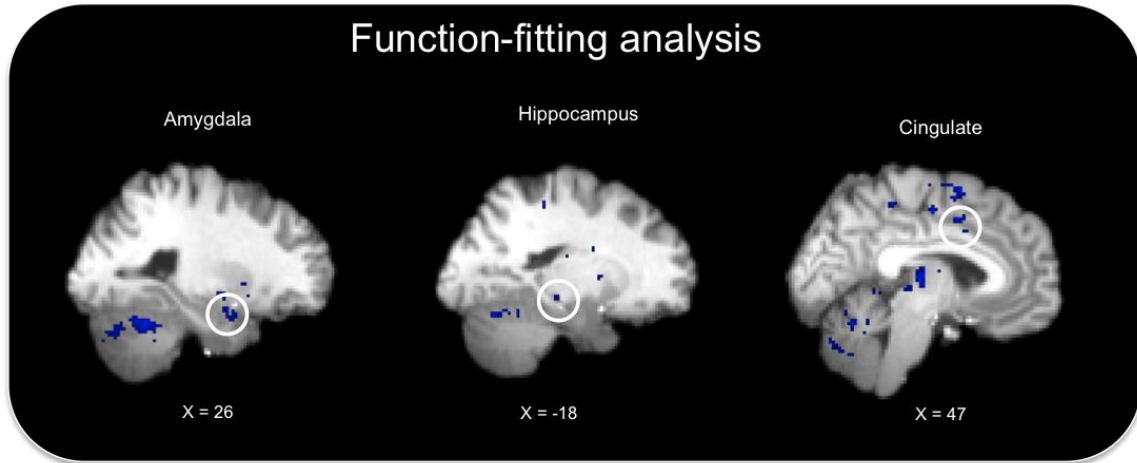 Function-fitting analysis
Amygdala
Hippocampus
Cingulate
X = 26
X = -18
X = 47